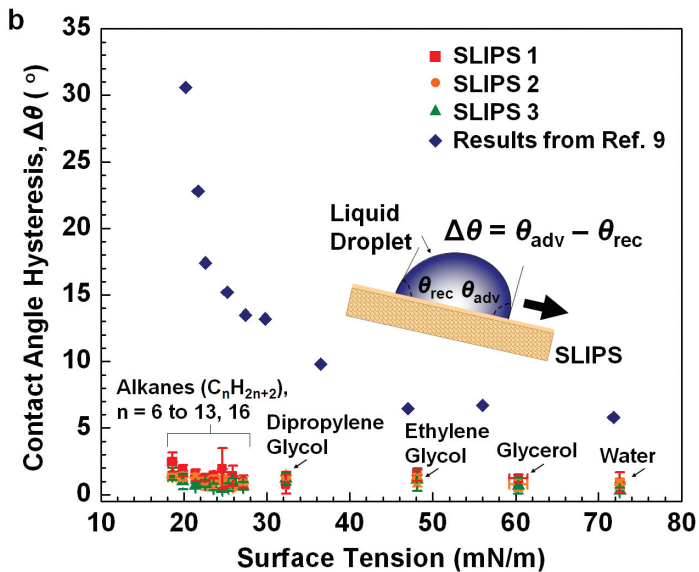 b
Contact Angle Hysteresis, Δθ ( ° )
35
30
25
20
15
10
5
0
SLIPS 1
SLIPS 2
SLIPS 3
Results from Ref. 9
Liquid
Droplet
Δθ = θadv – θrec
θrec θadv
SLIPS
Alkanes (CnH2n+2),
n = 6 to 13, 16
Dipropylene
Glycol
Ethylene
Glycol
Glycerol
Water
10 20 30 40 50 60 70 80
Surface Tension (mN/m)